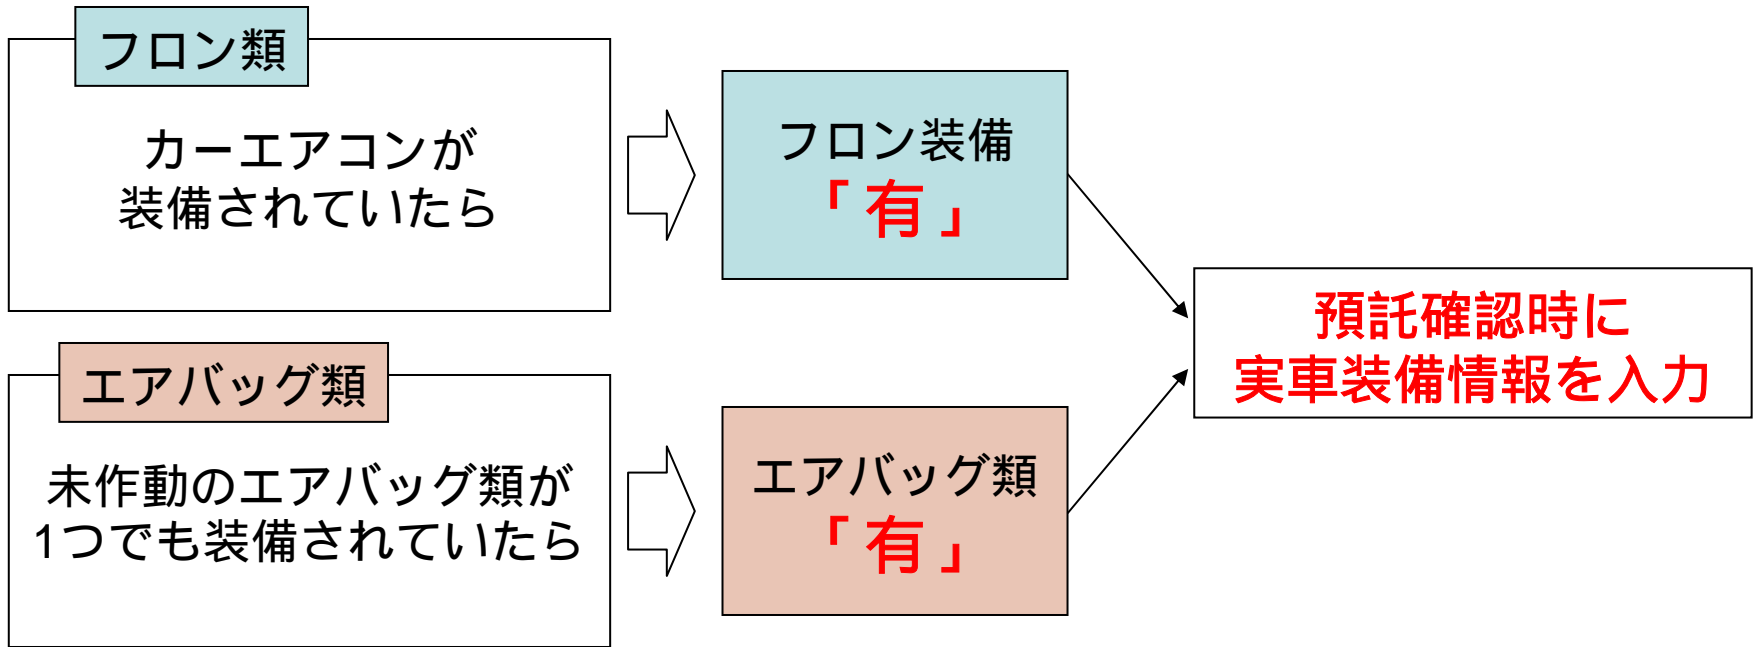 フロン類
カーエアコンが
装備されていたら
フロン装備
「有」
エアバッグ類
未作動のエアバッグ類が
1つでも装備されていたら
エアバッグ類
「有」
預託確認時に
実車装備情報を入力